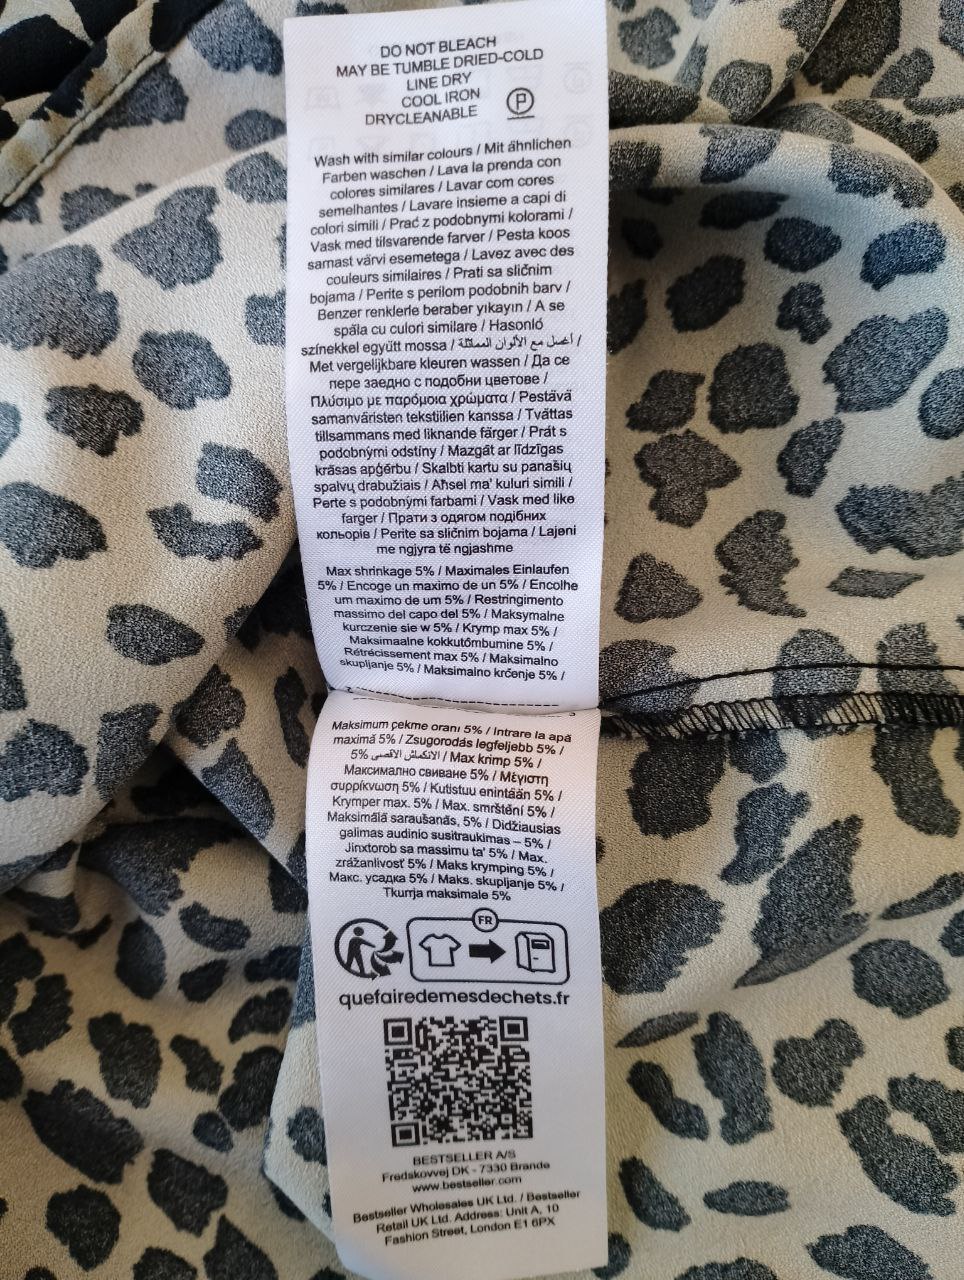 DO NOT BLEACH
MAY BE TUMBLE DRIED-COLD
LINE DRY
COOL IRON
DRYCLEANABLE
P
Wash with similar colours / Mit ähnlichen
Farben waschen / Lava la prenda con
colores similares / Lavar com cores
semelhantes / Lavare insieme a capi di
colori simili / Prać z podobnymi kolorami /
Vask med tilsvarende farver / Pesta koos
samast värvi esemetega / Lavez avec des
couleurs similaires / Prati sa sličnim
bojama / Perite s perilom podobnih barv /
Benzer renklerle beraber yıkayın / A se
spăla cu culori similare / Hasonló
színekkel együtt mossa / أغسل مع الألوان المماثلة /
Met vergelijkbare kleuren wassen / Да се
пере заедно с подобни цветове /
Πλύσιμο με παρόμοια χρώματα / Pestävä
samanväristen tekstiilien kanssa / Tvättas
tillsammans med liknande färger / Prát s
podobnými odstíny / Mazgāt ar līdzīgas
krāsas apģērbu / Skalbti kartu su panašių
spalvų drabužiais / Aħsel ma' kuluri simili /
Perte s podobnými farbami / Vask med like
farger / Прати з одягом подібних
кольорів / Perite sa sličnim bojama / Lajeni
me ngjyra të ngjashme
Max shrinkage 5% / Maximales Einlaufen
5% / Encoge un maximo de un 5% / Encolhe
um maximo de um 5% / Restringimento
massimo del capo del 5% / Maksymalne
kurczenie sie w 5% / Krymp max 5% /
Maksimaalne kokkutõmbumine 5% /
Rétrécissement max 5% / Maksimalno
skupljanje 5% / Maksimalno krčenje 5% /
Maksimum çekme oranı 5% / Intrare la apă
maximă 5% / Zsugorodás legfeljebb 5% /
5% الانكماش الأقصى / Max krimp 5% /
Максимално свиване 5% / Μέγιστη
συρρίκνωση 5% / Kutistuu enintään 5% /
Krymper max. 5% / Max. smrštění 5% /
Maksimālā saraušanās, 5% / Didžiausias
galimas audinio susitraukimas – 5% /
Jinxtorob sa massimu ta' 5% / Max.
zrážanlivosť 5% / Maks krymping 5% /
Макс. усадка 5% / Maks. skupljanje 5% /
Tkurrja maksimale 5%
FR
quefairedemesdechets.fr
BESTSELLER A/S
Fredskovvej DK - 7330 Brande
www.bestseller.com
Bestseller Wholesales UK Ltd. / Bestseller
Retail UK Ltd. Address: Unit A, 10
Fashion Street, London E1 6PX